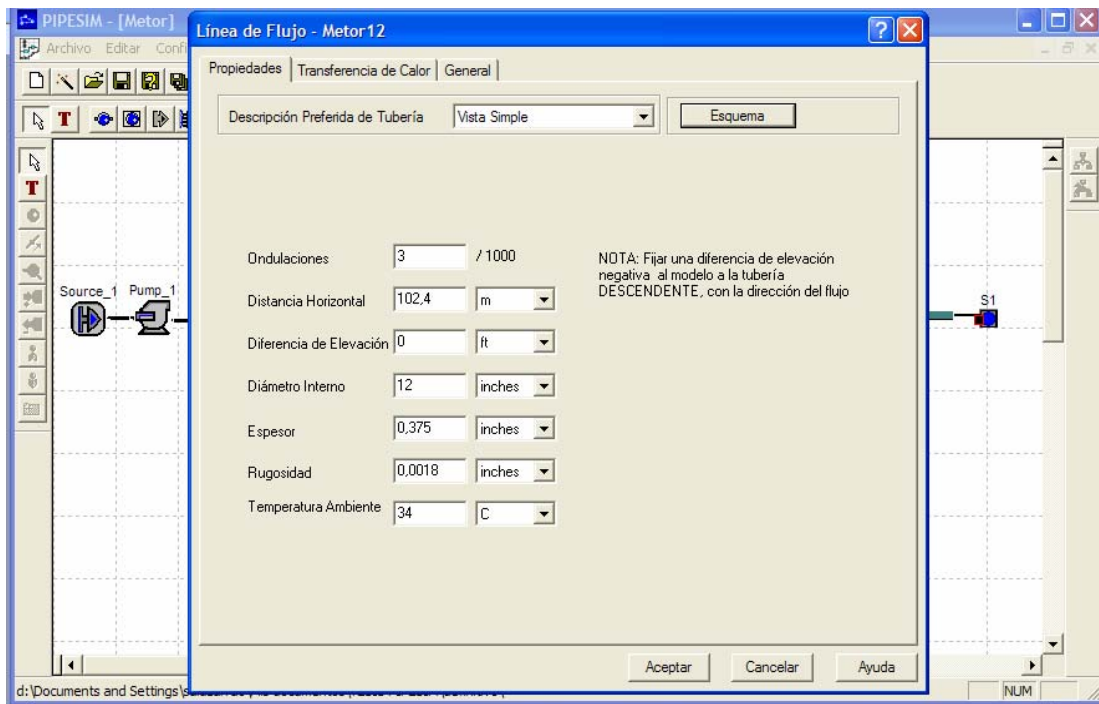 PIPESIM - [Metor]
Archivo Editar
Línea de Flujo - Metor12
Propiedades Transferencia de Calor General
Descripción Preferida de Tubería Vista Simple Esquema
T
T
Ondulaciones 3 / 1000
NOTA: Fijar una diferencia de elevación
negativa al modelo a la tubería
DESCENDENTE, con la dirección del flujo
Distancia Horizontal 102,4 m
Diferencia de Elevación 0 ft
Diámetro Interno 12 inches
Espesor 0,375 inches
Rugosidad 0,0018 inches
Temperatura Ambiente 34 C
Source_1 Pump_1
S1
Aceptar Cancelar Ayuda
d:\Documents and Settings\
NUM